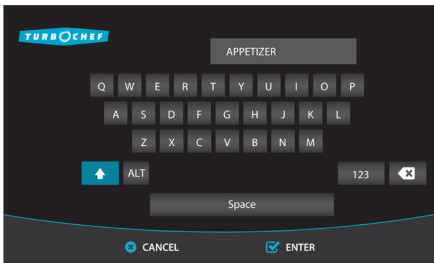 TURBOCHEF
APPETIZER
Q W E R T Y U I O P
A S D F G H J K L
Z X C V B N M
ALT 123
Space
CANCEL ENTER